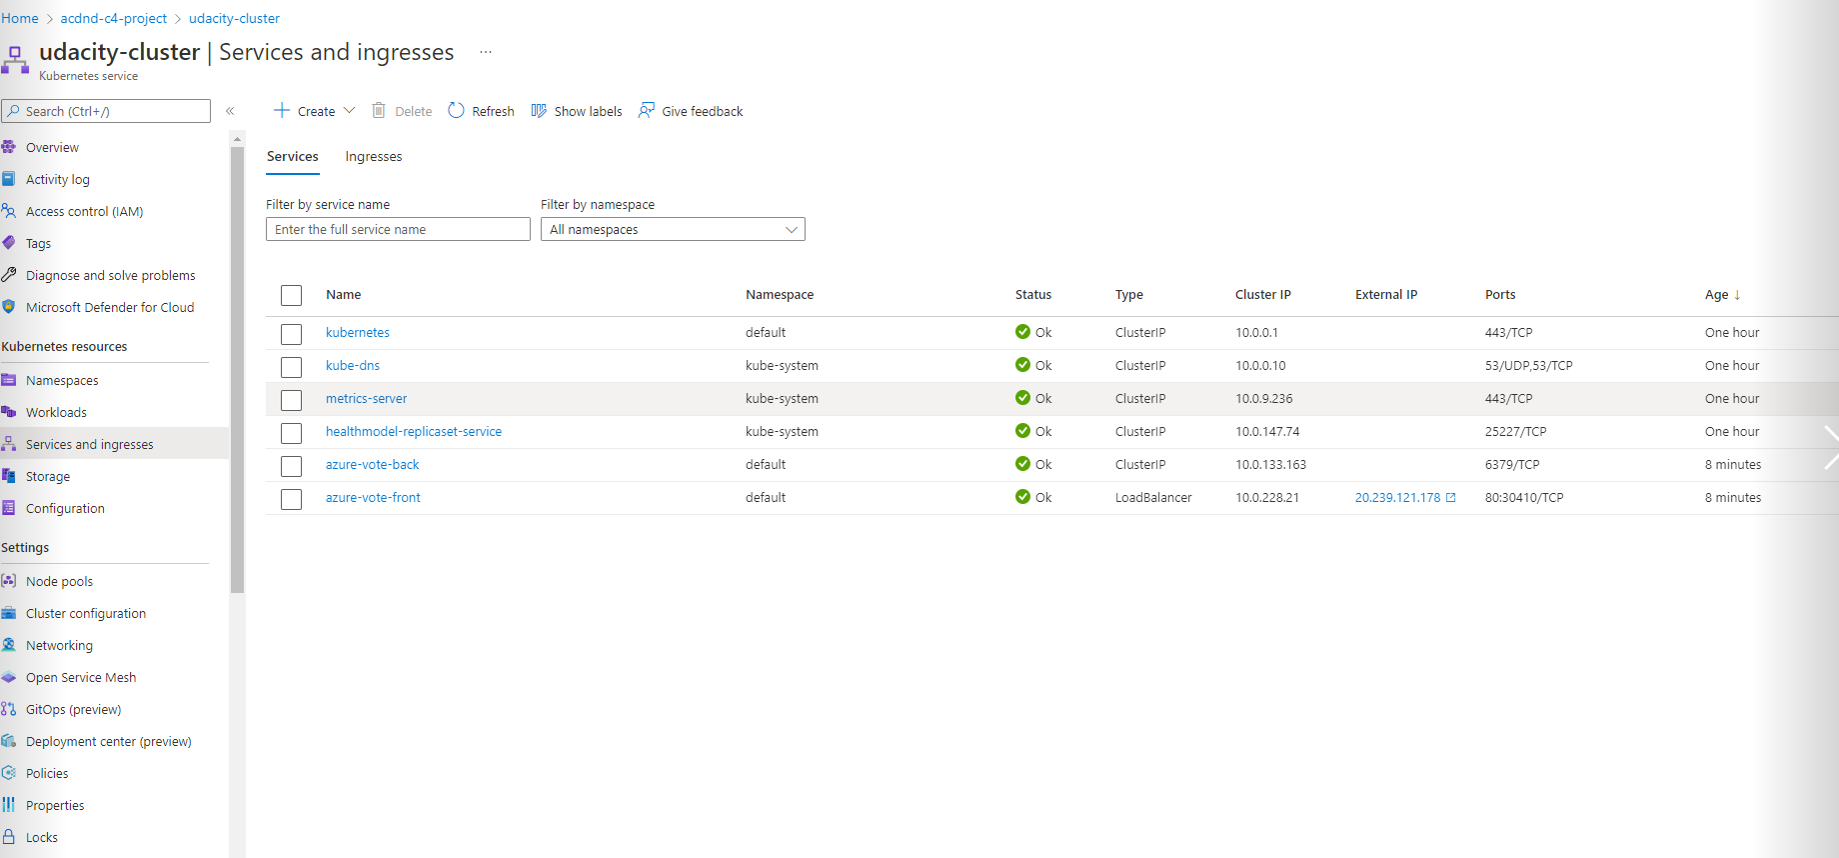 Home > acdnd-c4-project > udacity-cluster
udacity-cluster | Services and ingresses ...
Kubernetes service
Search (Ctrl+/) «
Create Delete Refresh Show labels Give feedback
Overview
Activity log
Access control (IAM)
Tags
Diagnose and solve problems
Microsoft Defender for Cloud
Kubernetes resources
Namespaces
Workloads
Services and ingresses
Storage
Configuration
Settings
Node pools
Cluster configuration
Networking
Open Service Mesh
GitOps (preview)
Deployment center (preview)
Policies
Properties
Locks
Services Ingresses
Filter by service name Filter by namespace
Enter the full service name All namespaces
Name Namespace Status Type Cluster IP External IP Ports Age ↓
kubernetes default Ok ClusterIP 10.0.0.1 443/TCP One hour
kube-dns kube-system Ok ClusterIP 10.0.0.10 53/UDP,53/TCP One hour
metrics-server kube-system Ok ClusterIP 10.0.9.236 443/TCP One hour
healthmodel-replicaset-service kube-system Ok ClusterIP 10.0.147.74 25227/TCP One hour
azure-vote-back default Ok ClusterIP 10.0.133.163 6379/TCP 8 minutes
azure-vote-front default Ok LoadBalancer 10.0.228.21 20.239.121.178 80:30410/TCP 8 minutes